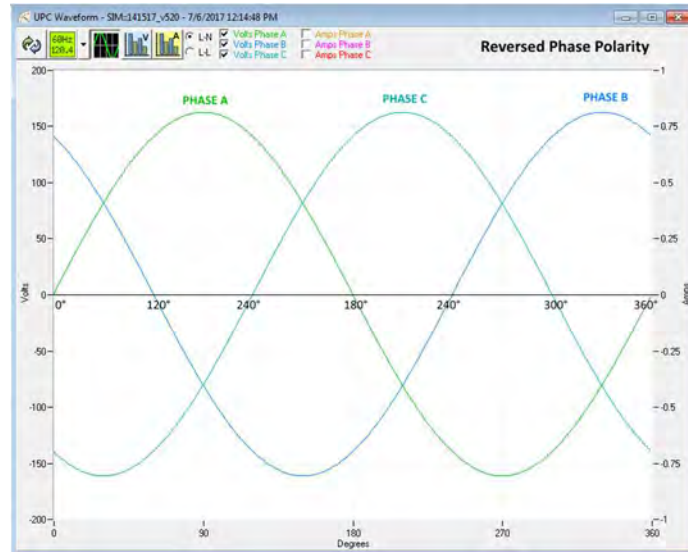 UPC Waveform - SIM::141517_v520 - 7/6/2017 12:14:48 PM
60Hz
120.4
V
A
L-N
L-L
Volts Phase A
Volts Phase B
Volts Phase C
Amps Phase A
Amps Phase B
Amps Phase C
Reversed Phase Polarity
200
150
100
50
0
-50
-100
-150
-200
Volts
PHASE A
PHASE C
PHASE B
0°
120°
240°
180°
240°
300°
360°
1
0.75
0.5
0.25
0
-0.25
-0.5
-0.75
-1
Amps
0
90
180
270
360
Degrees